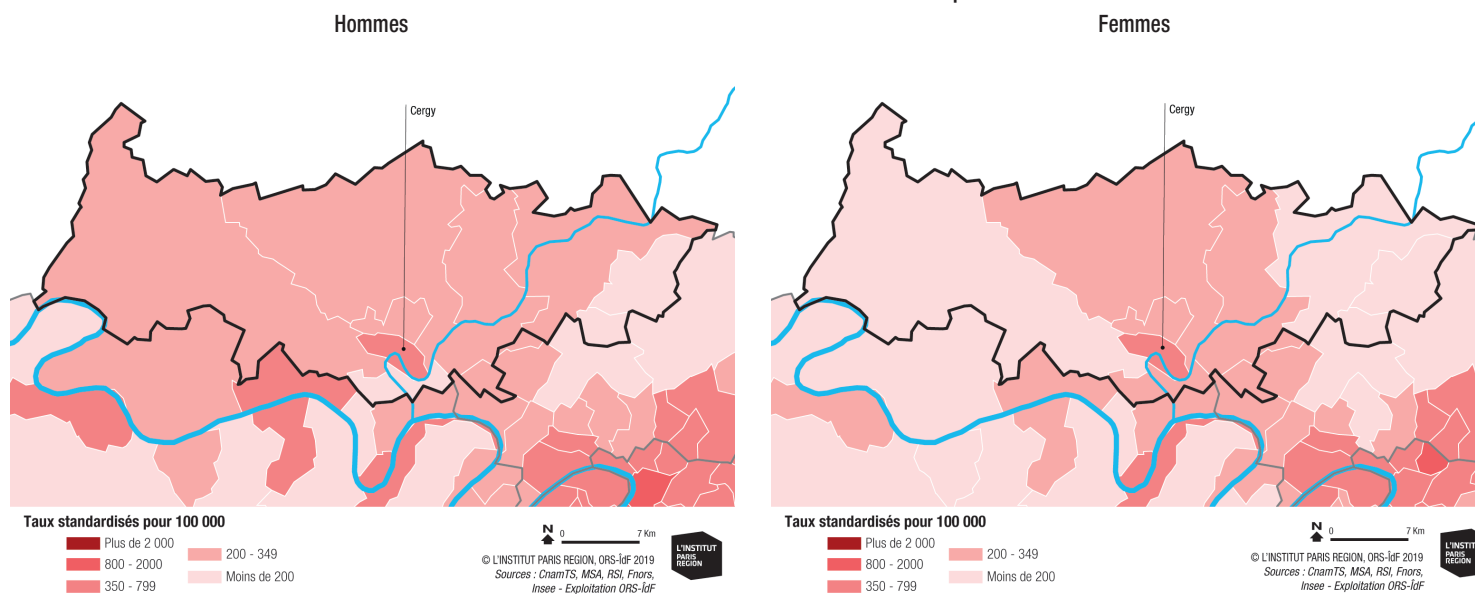 Hommes
Femmes
Cergy
Cergy
Taux standardisés pour 100 000
Plus de 2 000
800 - 2000
350 - 799
200 - 349
Moins de 200
N
0
7 Km
© L'INSTITUT PARIS REGION, ORS-ÎdF 2019
Sources : CnamTS, MSA, RSI, Fnors,
Insee - Exploitation ORS-ÎdF
L'INSTITUT
PARIS
REGION
Taux standardisés pour 100 000
Plus de 2 000
800 - 2000
350 - 799
200 - 349
Moins de 200
N
0
7 Km
© L'INSTITUT PARIS REGION, ORS-ÎdF 2019
Sources : CnamTS, MSA, RSI, Fnors,
Insee - Exploitation ORS-ÎdF
L'INSTIT
PARIS
REGION